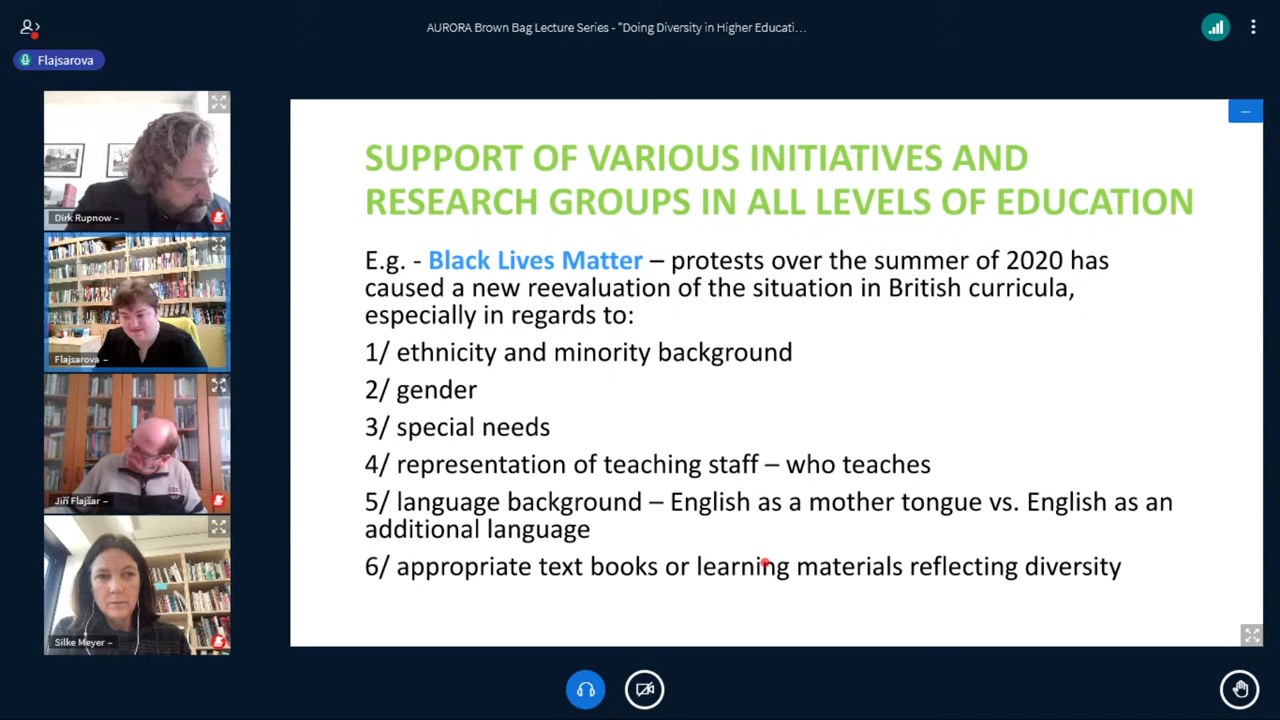 AURORA Brown Bag Lecture Series - "Doing Diversity in Higher Educati...
Flajsarova
Dirk Rupnow –
Flajsarova –
Jiří Flajšar –
Silke Meyer –
SUPPORT OF VARIOUS INITIATIVES AND
RESEARCH GROUPS IN ALL LEVELS OF EDUCATION
E.g. - Black Lives Matter – protests over the summer of 2020 has
caused a new reevaluation of the situation in British curricula,
especially in regards to:
1/ ethnicity and minority background
2/ gender
3/ special needs
4/ representation of teaching staff – who teaches
5/ language background – English as a mother tongue vs. English as an
additional language
6/ appropriate text books or learning materials reflecting diversity